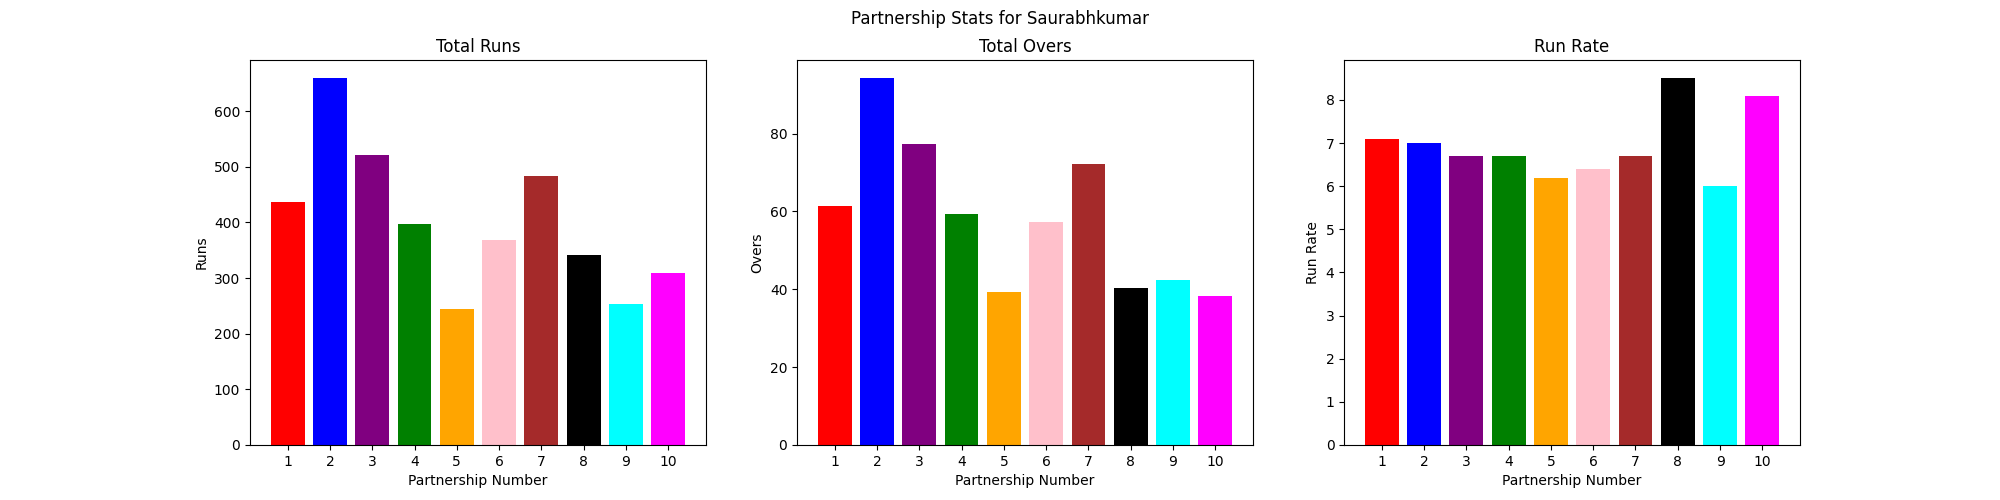 Partnership Stats for Saurabhkumar
Total Runs
Runs
600
500
400
300
200
100
0
1 2 3 4 5 6 7 8 9 10
Partnership Number
Total Overs
Overs
80
60
40
20
0
1 2 3 4 5 6 7 8 9 10
Partnership Number
Run Rate
Run Rate
8
7
6
5
4
3
2
1
0
1 2 3 4 5 6 7 8 9 10
Partnership Number